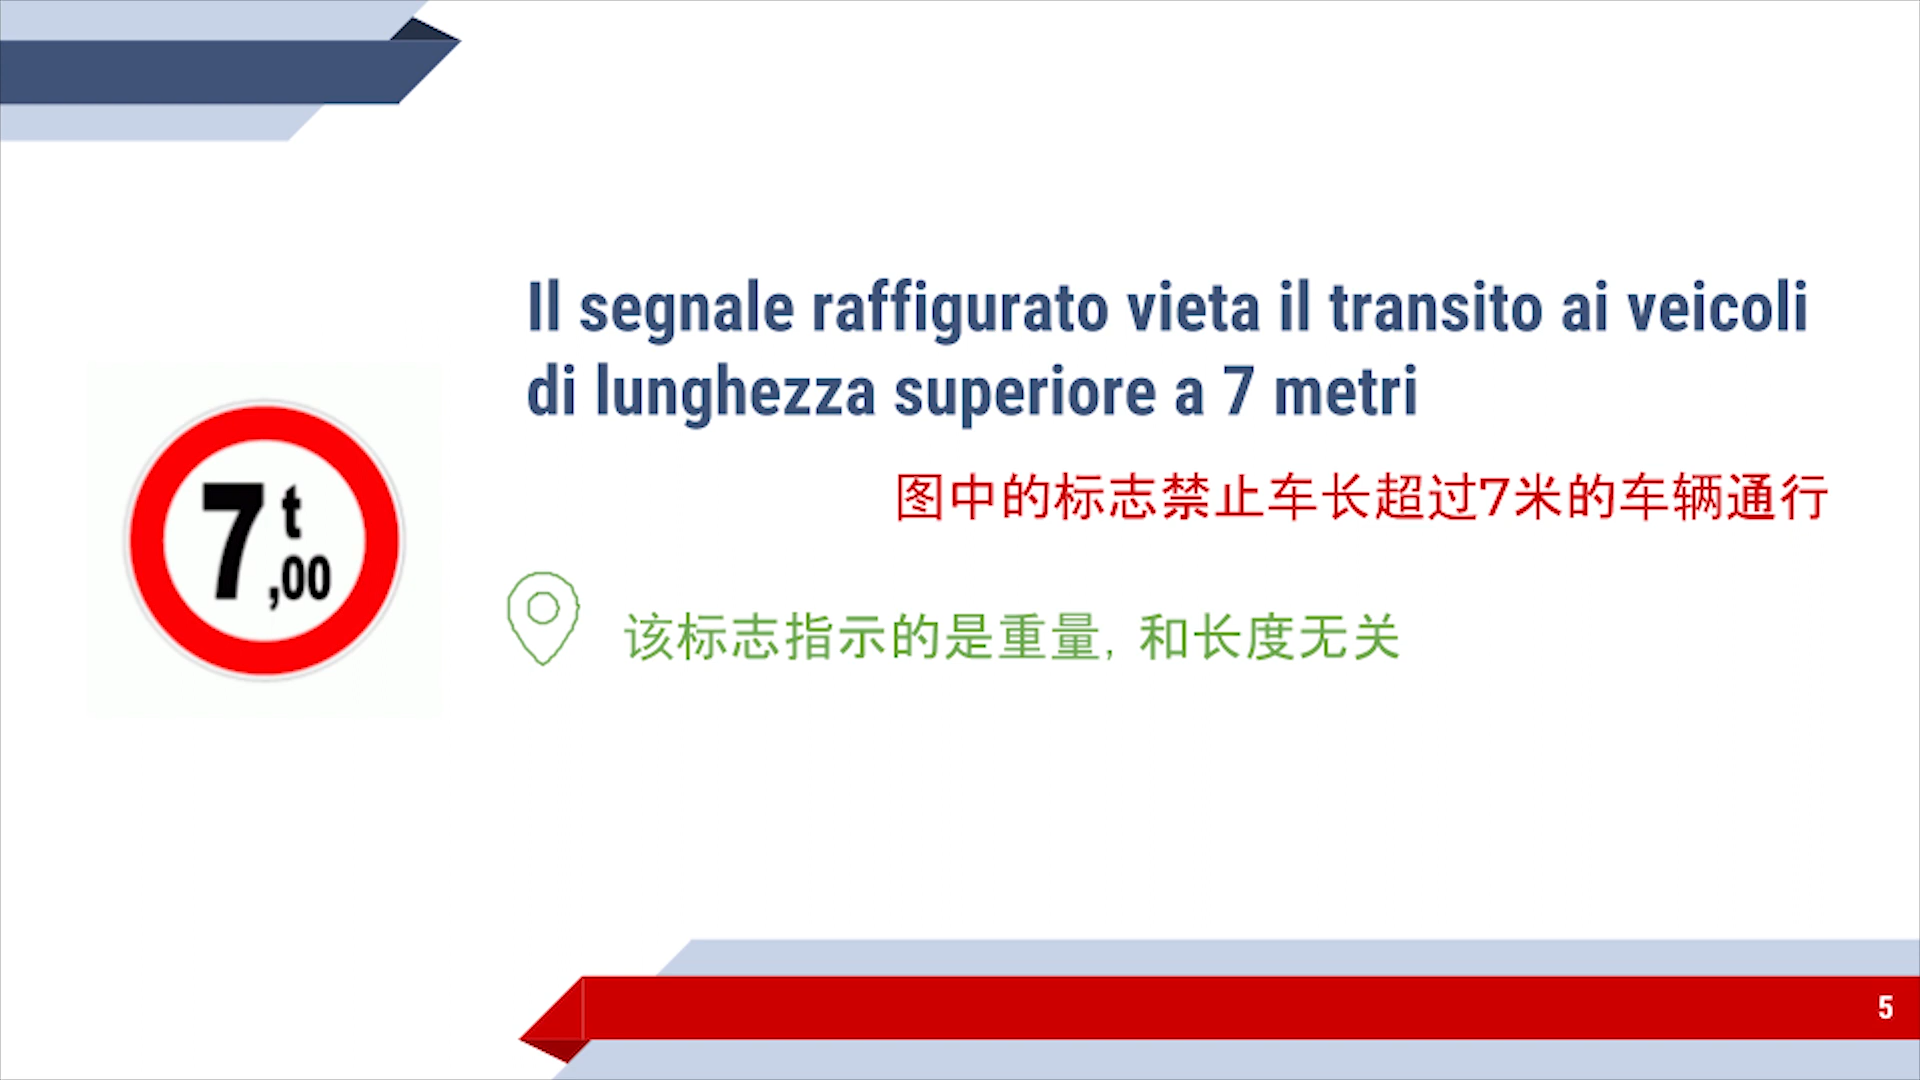 Il segnale raffigurato vieta il transito ai veicoli
di lunghezza superiore a 7 metri
图中的标志禁止车长超过7米的车辆通行
7t,00
该标志指示的是重量, 和长度无关
5